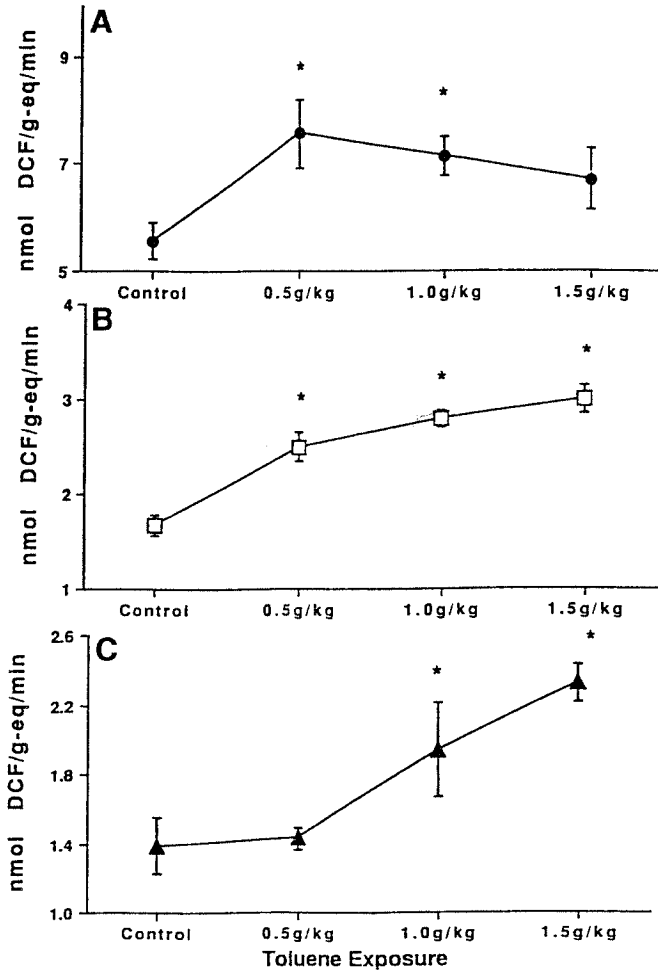 A
nmol DCF/g-eq/min
9
*
*
7
5
Control 0.5g/kg 1.0g/kg 1.5g/kg
B
nmol DCF/g-eq/min
4
*
*
*
3
2
1
Control 0.5g/kg 1.0g/kg 1.5g/kg
C
nmol DCF/g-eq/min
2.6
*
*
2.2
1.8
1.4
1.0
Control 0.5g/kg 1.0g/kg 1.5g/kg
Toluene Exposure